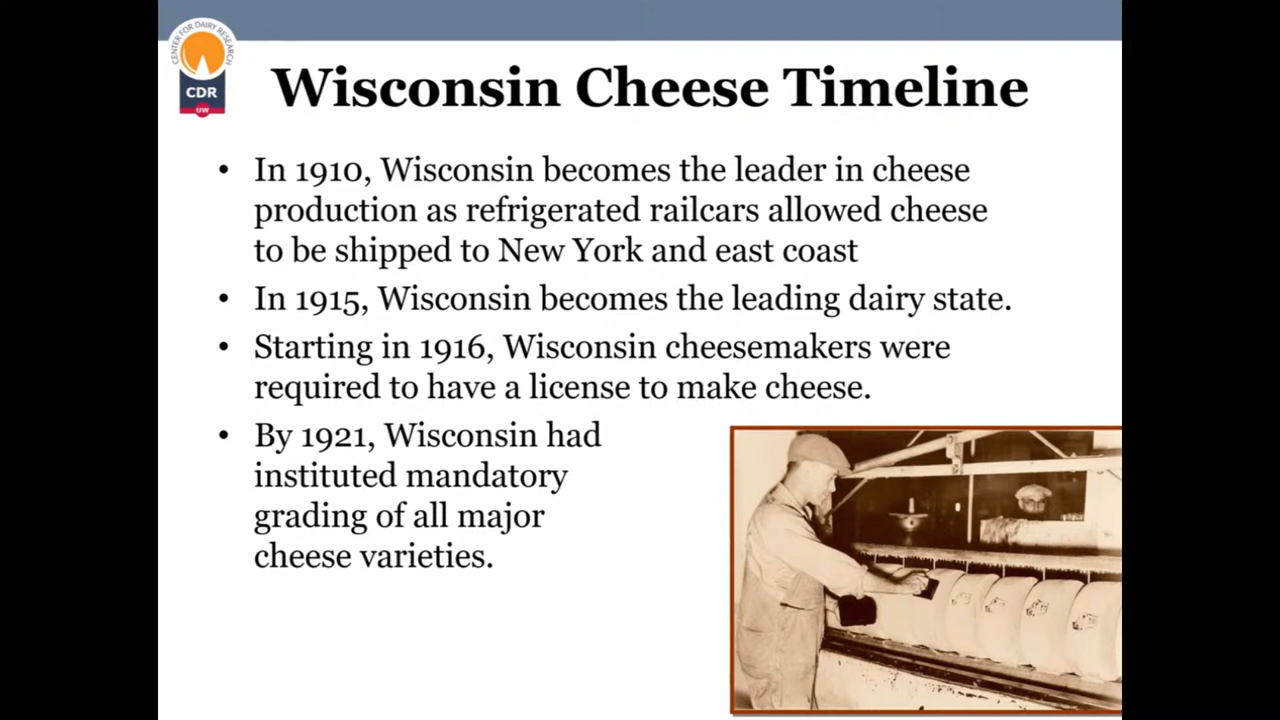 CENTER FOR DAIRY RESEARCH
CDR
UW
Wisconsin Cheese Timeline
• In 1910, Wisconsin becomes the leader in cheese
production as refrigerated railcars allowed cheese
to be shipped to New York and east coast
• In 1915, Wisconsin becomes the leading dairy state.
• Starting in 1916, Wisconsin cheesemakers were
required to have a license to make cheese.
• By 1921, Wisconsin had
instituted mandatory
grading of all major
cheese varieties.